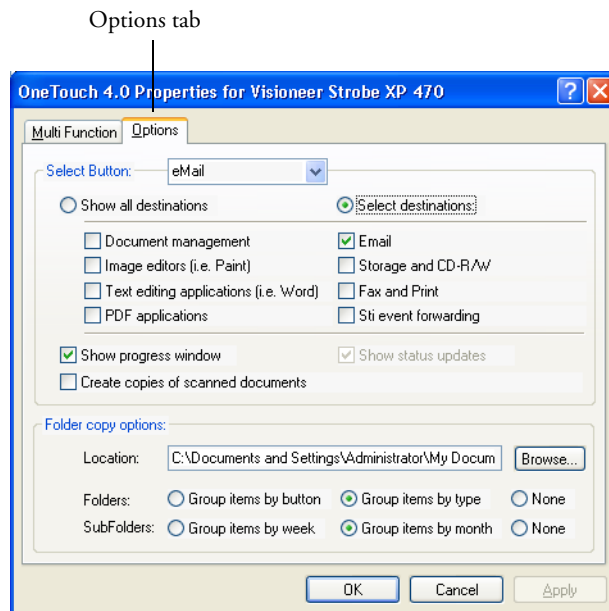 Options tab
OneTouch 4.0 Properties for Visioneer Strobe XP 470
Multi Function Options
Select Button: eMail
Show all destinations Select destinations:
Document management Email
Image editors (i.e. Paint) Storage and CD-R/W
Text editing applications (i.e. Word) Fax and Print
PDF applications Sti event forwarding
Show progress window Show status updates
Create copies of scanned documents
Folder copy options:
Location: C:\Documents and Settings\Administrator\My Docum Browse...
Folders: Group items by button Group items by type None
SubFolders: Group items by week Group items by month None
OK Cancel Apply